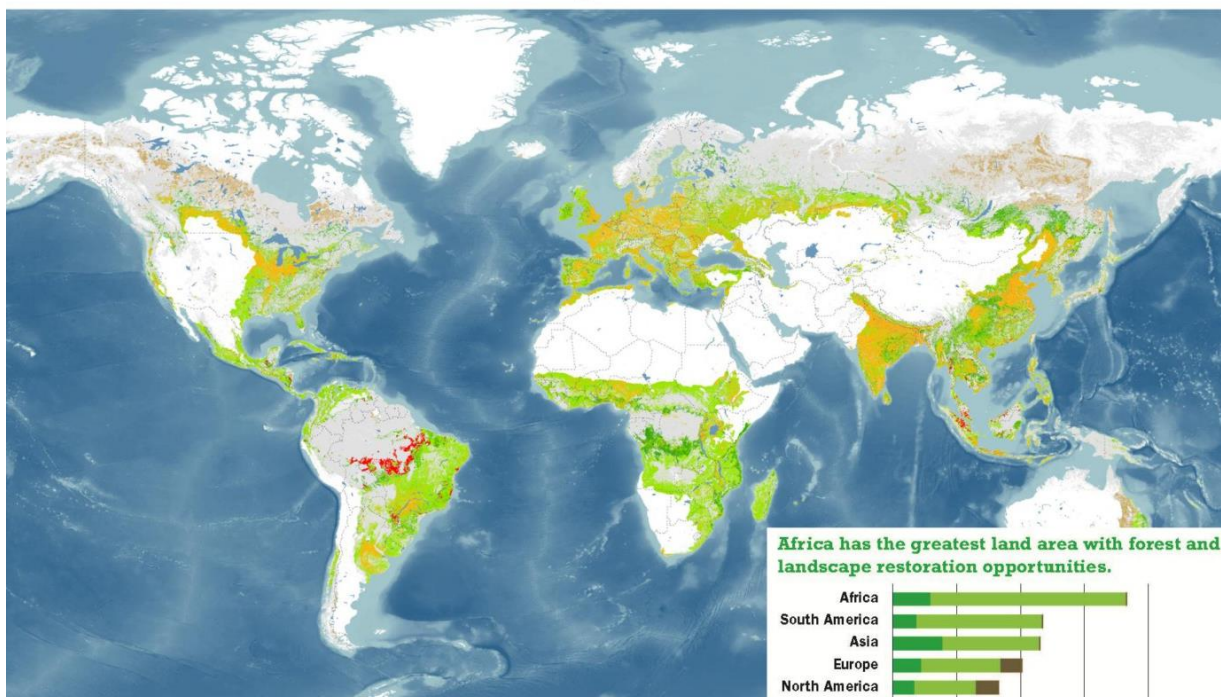 Africa has the greatest land area with forest and
landscape restoration opportunities.
Africa
South America
Asia
Europe
North America